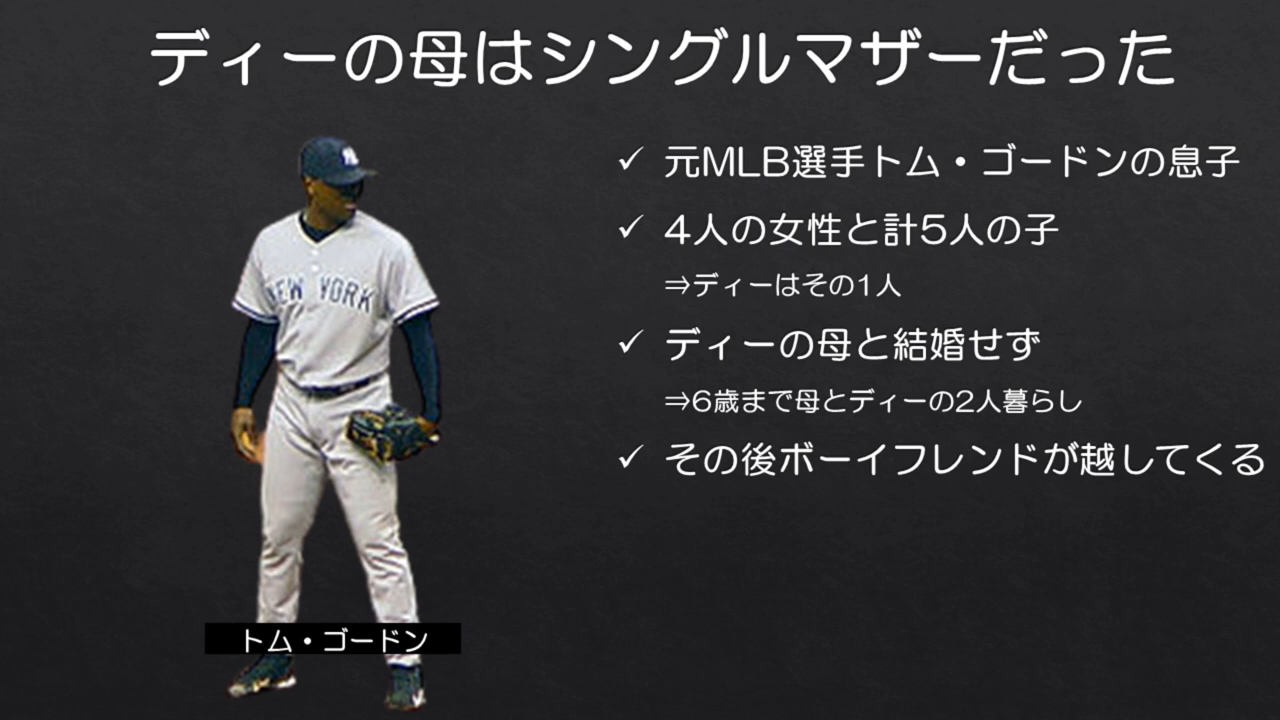 ディーの母はシングルマザーだった
✓ 元MLB選手トム・ゴードンの息子
✓ 4人の女性と計5人の子
⇒ディーはその1人
✓ ディーの母と結婚せず
⇒6歳まで母とディーの2人暮らし
✓ その後ボーイフレンドが越してくる
NEW YORK
トム・ゴードン